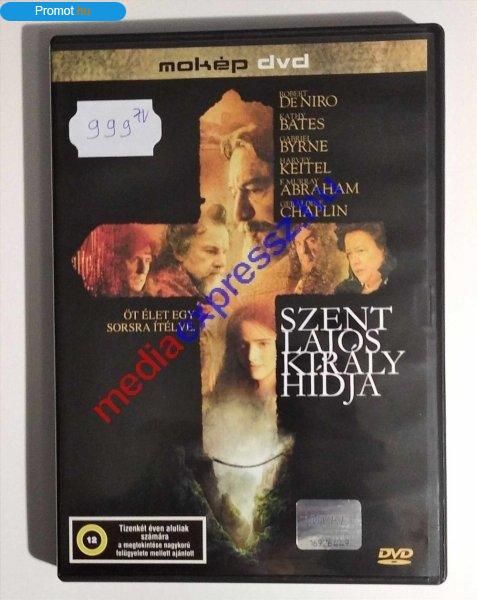 Promot.hu
mokép dvd
999
ROBERT
DE NIRO
KATHY
BATES
GABRIEL
BYRNE
HARVEY
KEITEL
F. MURRAY
ABRAHAM
GERALDINE
CHAPLIN
ÖT ÉLET EGY
SORSRA ÍTÉLVE.
SZENT
LAJOS
KIRÁLY
HÍDJA
mediaexpressz.hu
12
Tizenkét éven aluliak
számára
a megtekintése nagykorú
felügyelete mellett ajánlott
DVD